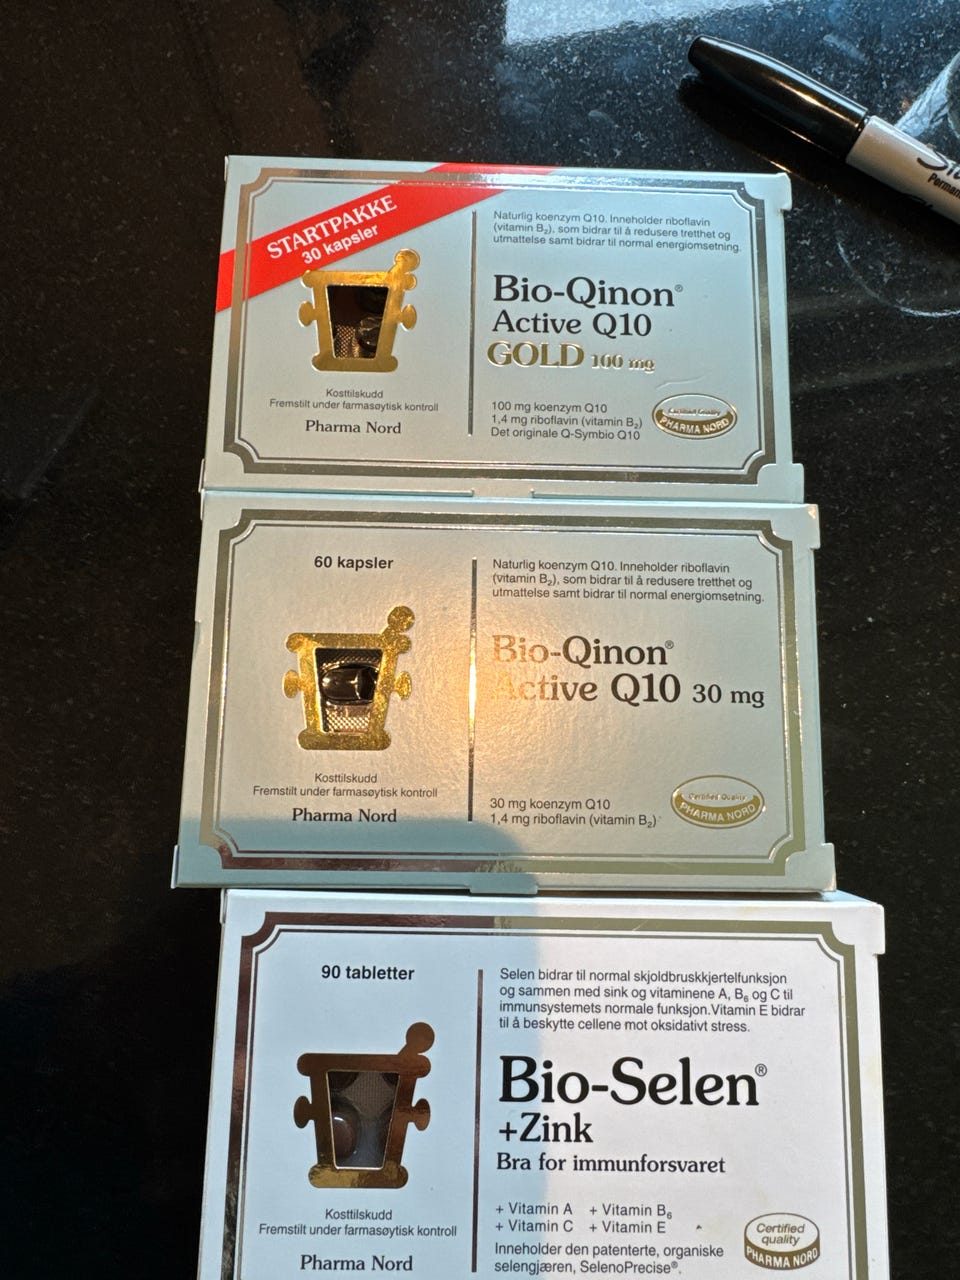 Permanent
STARTPAKKE
30 kapsler
Naturlig koenzym Q10. Inneholder riboflavin
(vitamin B₂), som bidrar til å redusere tretthet og
utmattelse samt bidrar til normal energiomsetning.
Bio-Qinon®
Active Q10
GOLD 100 mg
Kosttilskudd
Fremstilt under farmasøytisk kontroll
Pharma Nord
100 mg koenzym Q10
1,4 mg riboflavin (vitamin B₂)
Det originale Q-Symbio Q10
Certified Quality
PHARMA NORD
60 kapsler
Naturlig koenzym Q10. Inneholder riboflavin
(vitamin B₂), som bidrar til å redusere tretthet og
utmattelse samt bidrar til normal energiomsetning.
Bio-Qinon®
Active Q10 30 mg
Kosttilskudd
Fremstilt under farmasøytisk kontroll
Pharma Nord
30 mg koenzym Q10
1,4 mg riboflavin (vitamin B₂)
Certified Quality
PHARMA NORD
90 tabletter
Selen bidrar til normal skjoldbruskkjertelfunksjon
og sammen med sink og vitaminene A, B₆ og C til
immunsystemets normale funksjon.Vitamin E bidrar
til å beskytte cellene mot oksidativt stress.
Bio-Selen®
+Zink
Bra for immunforsvaret
Kosttilskudd
Fremstilt under farmasøytisk kontroll
Pharma Nord
+ Vitamin A + Vitamin B₆
+ Vitamin C + Vitamin E
Inneholder den patenterte, organiske
selengjæren, SelenoPrecise®.
Certified
quality
PHARMA NORD